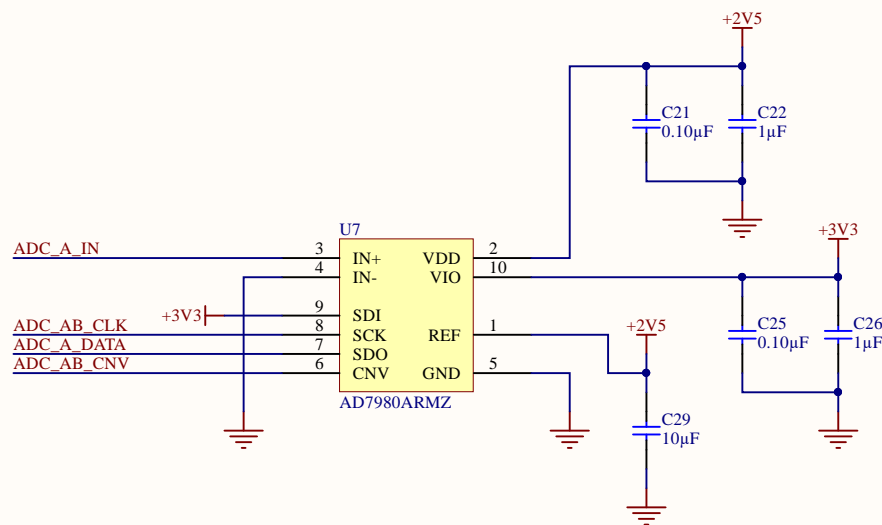 +2V5
C21
0.10µF
C22
1µF
U7
+3V3
ADC_A_IN
3
IN+
VDD
2
4
IN-
VIO
10
+3V3
9
SDI
ADC_AB_CLK
8
SCK
REF
1
+2V5
C25
0.10µF
C26
1µF
ADC_A_DATA
7
SDO
ADC_AB_CNV
6
CNV
GND
5
AD7980ARMZ
C29
10µF